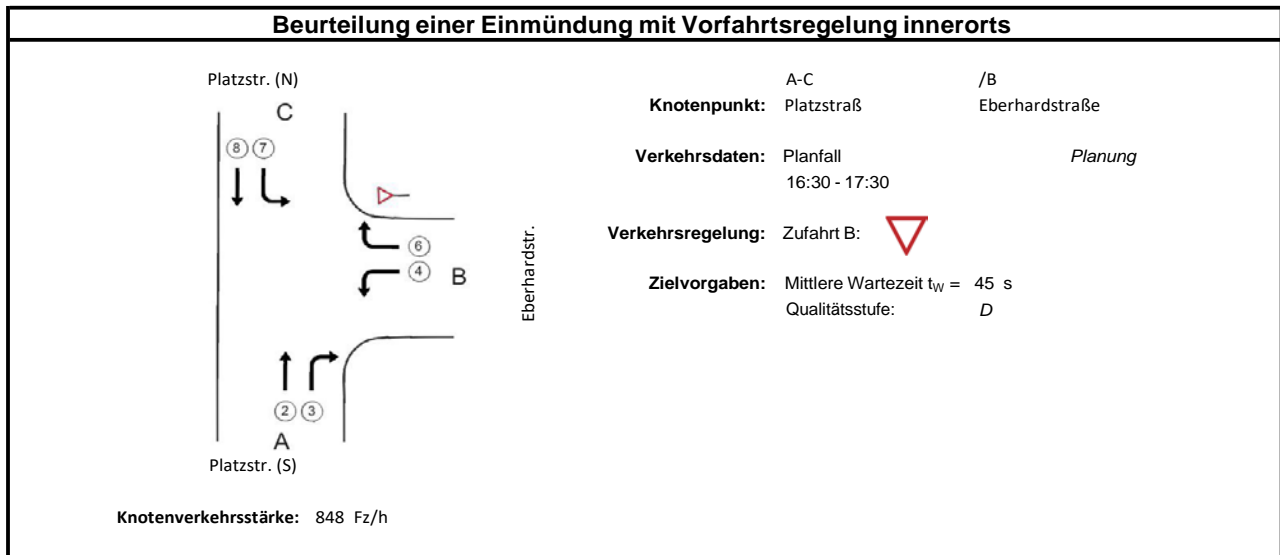 Beurteilung einer Einmündung mit Vorfahrtsregelung innerorts
Platzstr. (N)
C
8 7
6
4
B
Eberhardstr.
2 3
A
Platzstr. (S)
A-C /B
Knotenpunkt: Platzstraß Eberhardstraße
Verkehrsdaten: Planfall Planung
16:30 - 17:30
Verkehrsregelung: Zufahrt B:
Zielvorgaben: Mittlere Wartezeit tW = 45 s
Qualitätsstufe: D
Knotenverkehrsstärke: 848 Fz/h